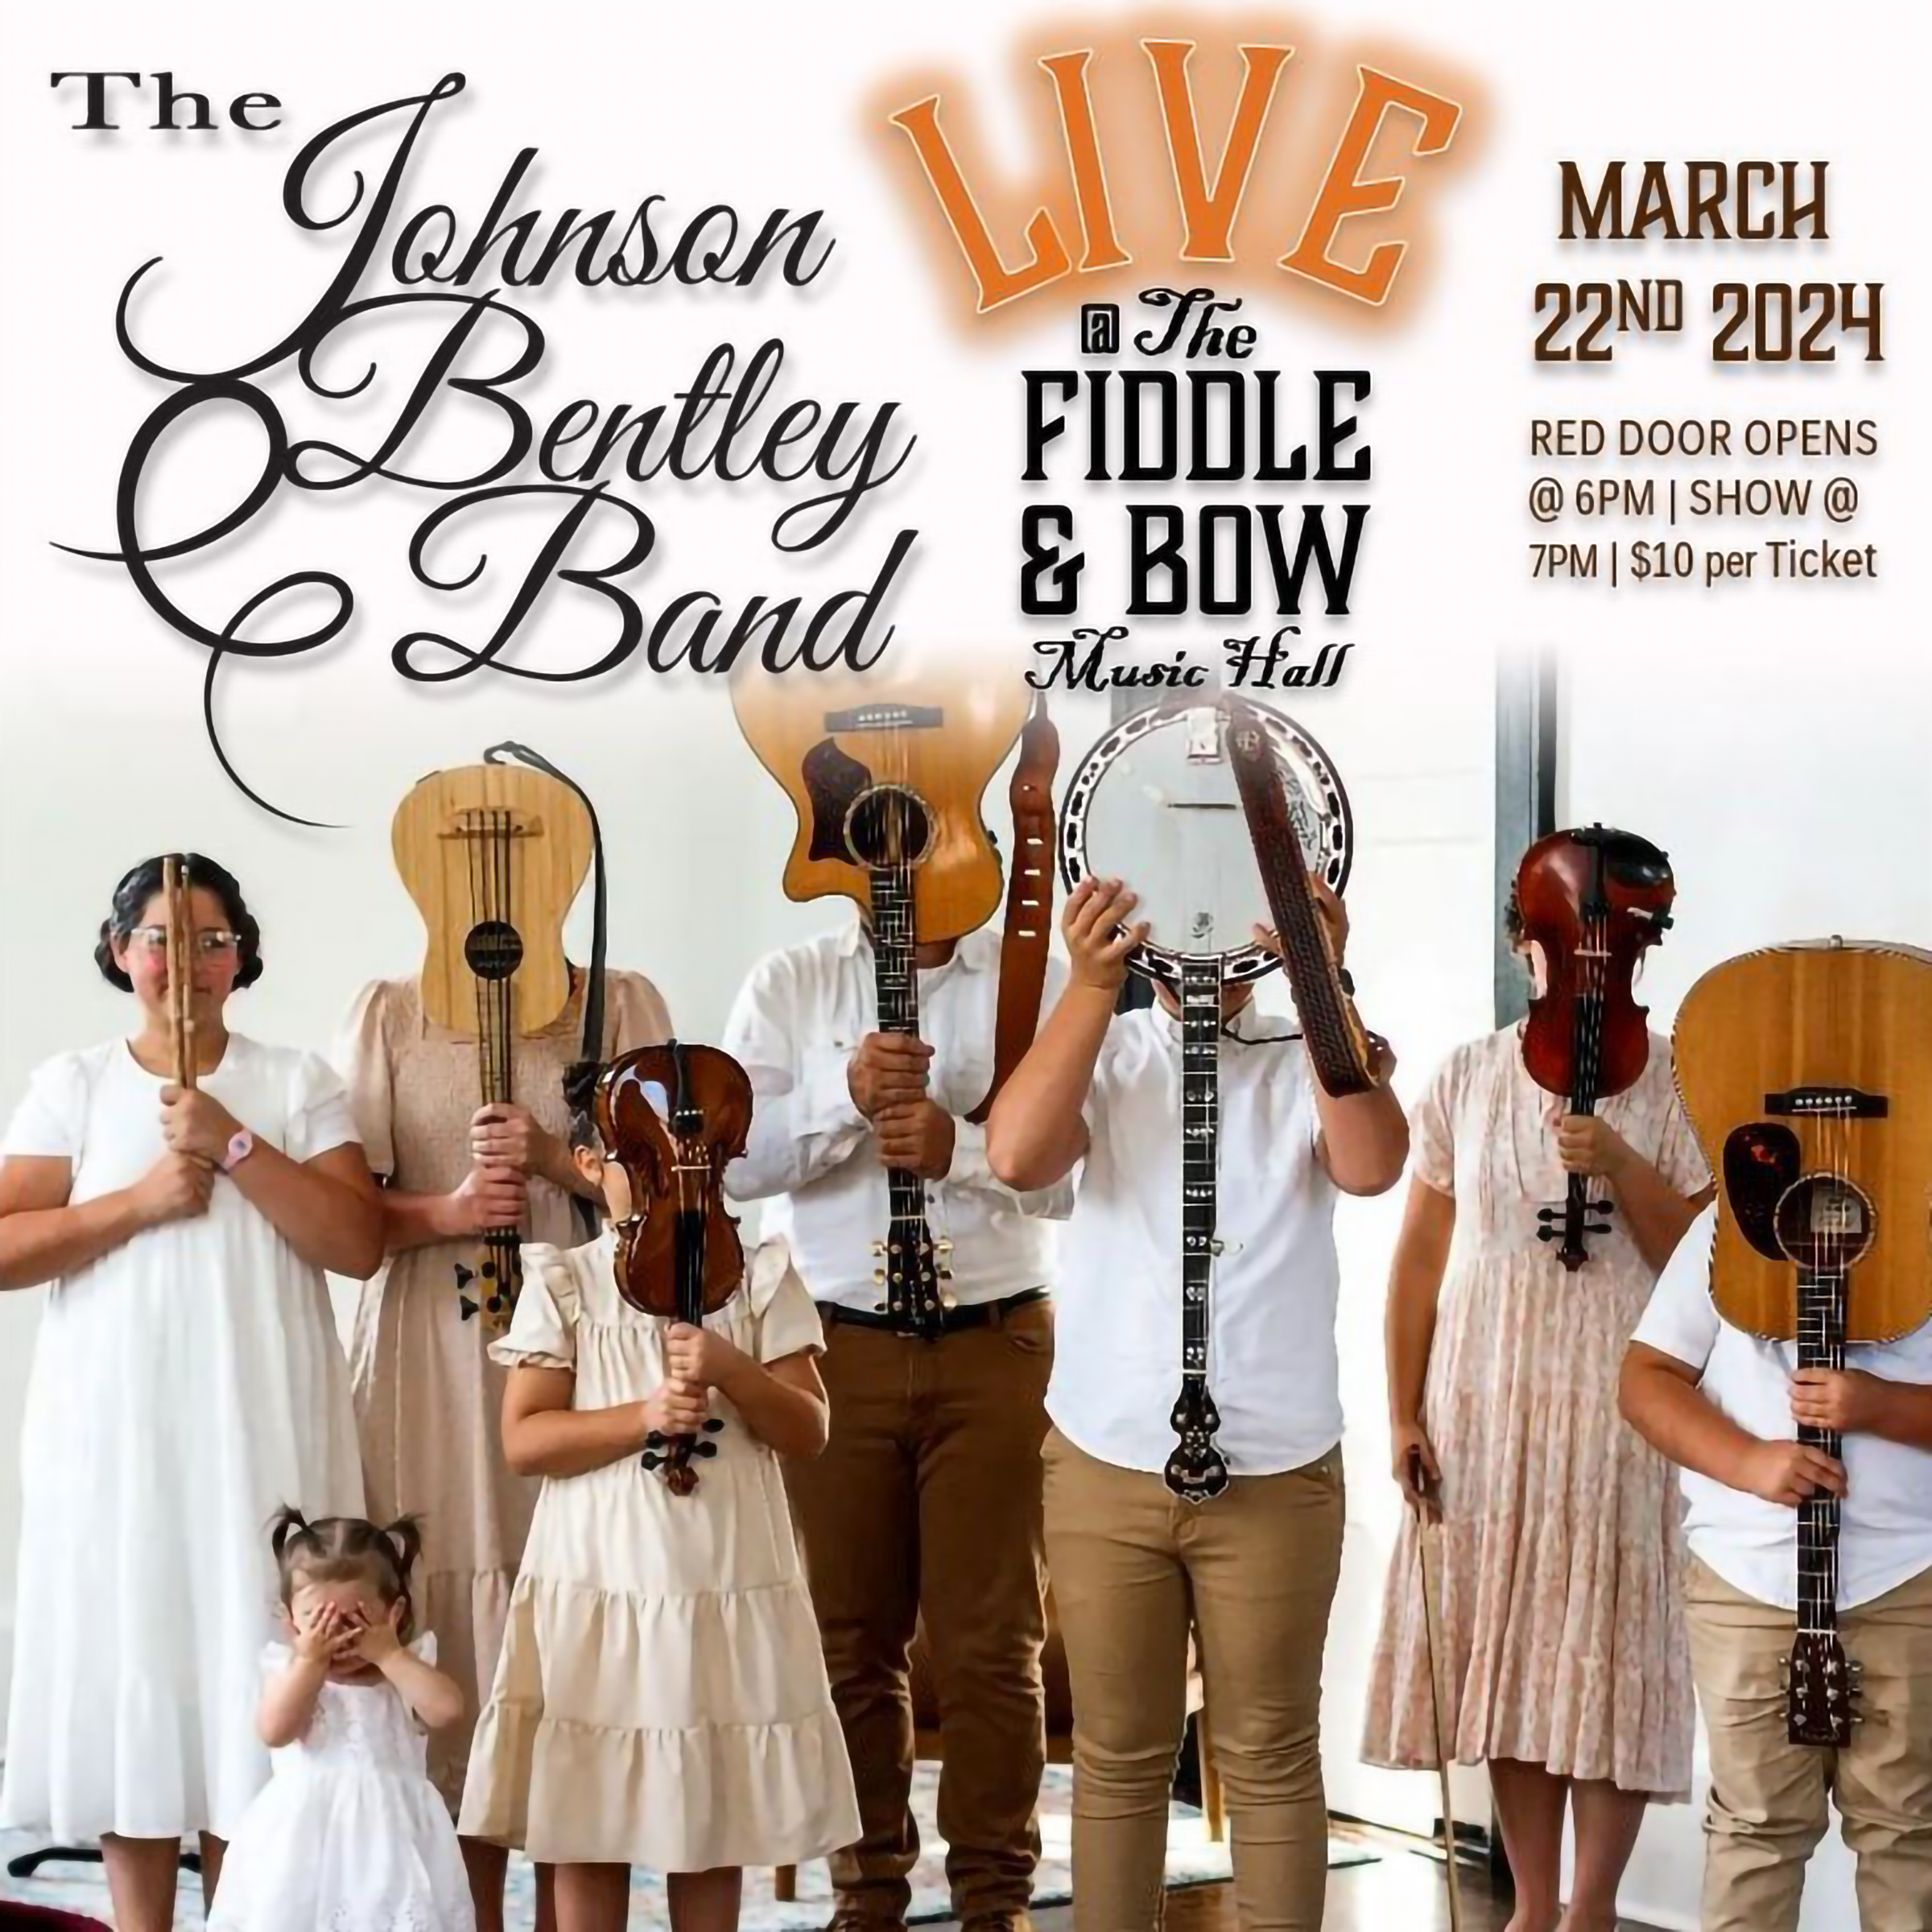 The
Johnson
Bentley
Band
LIVE
@ The
FIDDLE
& BOW
Music Hall
MARCH
22ND 2024
RED DOOR OPENS
@ 6PM | SHOW @
7PM | $10 per Ticket